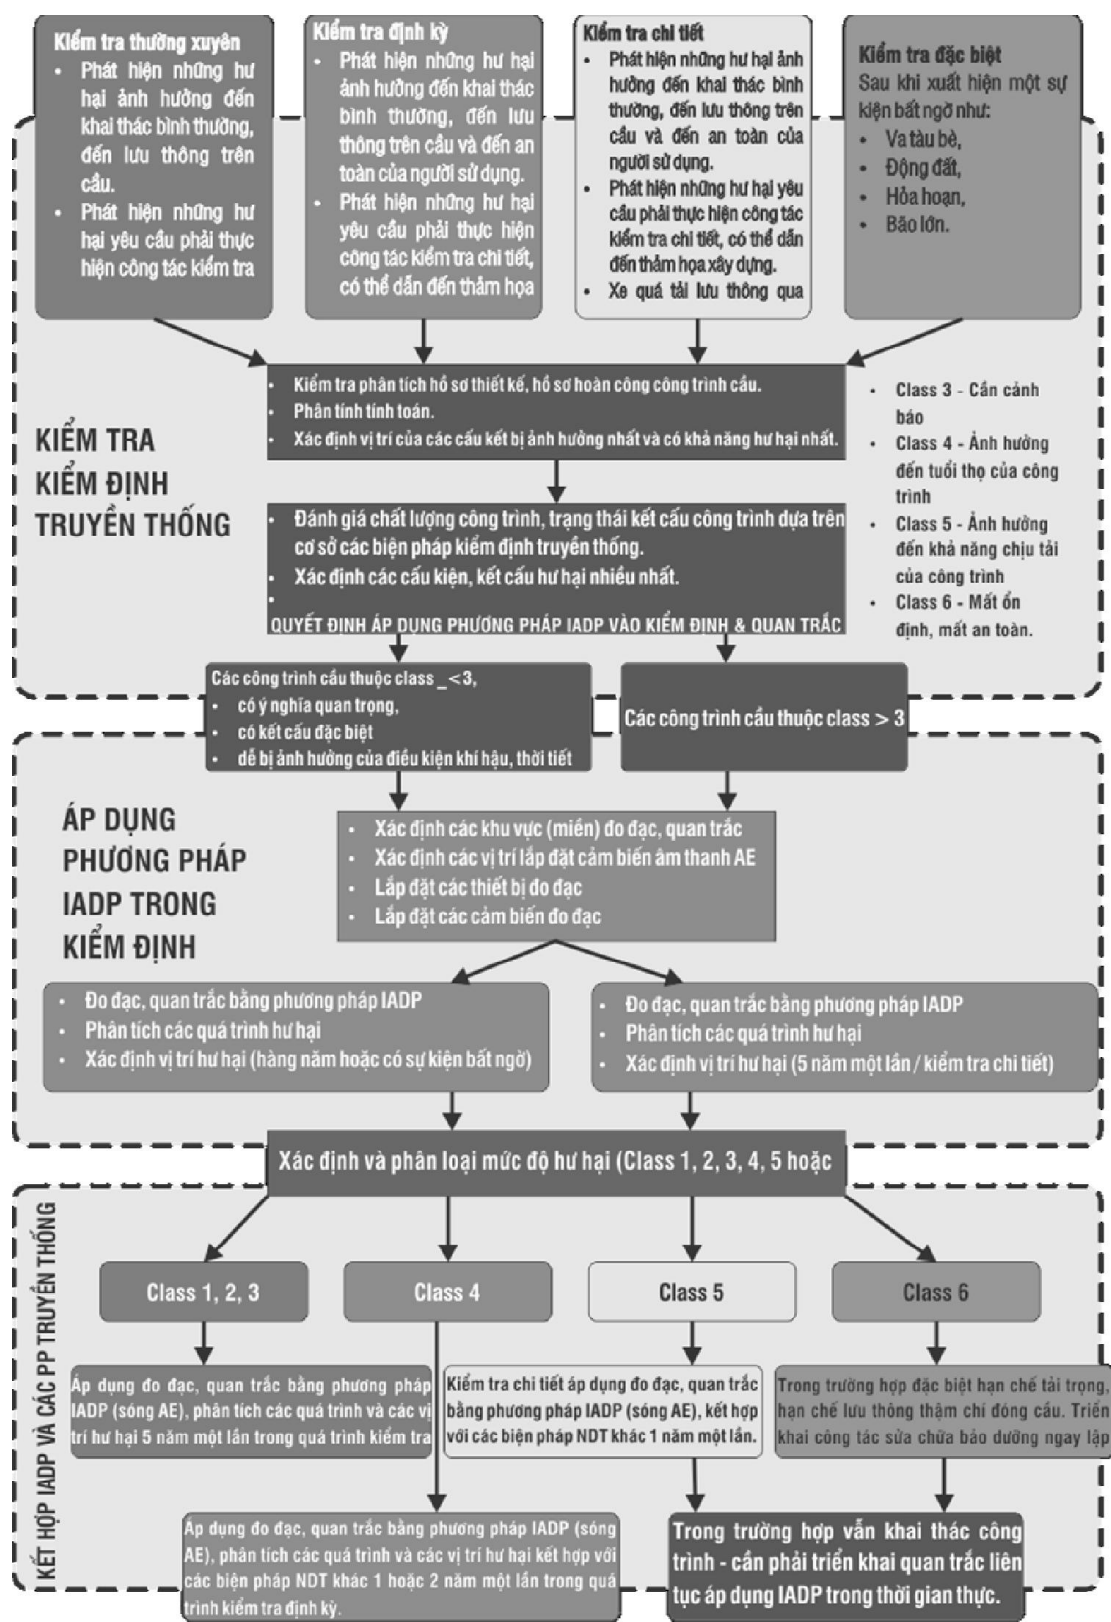 Kiểm tra thường xuyên
• Phát hiện những hư
hại ảnh hưởng đến
khai thác bình thường,
đến lưu thông trên
cầu.
• Phát hiện những hư
hại yêu cầu phải thực
hiện công tác kiểm tra
Kiểm tra định kỳ
• Phát hiện những hư hại
ảnh hưởng đến khai thác
bình thường, đến lưu
thông trên cầu và đến an
toàn của người sử dụng.
• Phát hiện những hư hại
yêu cầu phải thực hiện
công tác kiểm tra chi tiết,
có thể dẫn đến thảm họa
Kiểm tra chi tiết
• Phát hiện những hư hại ảnh
hưởng đến khai thác bình
thường, đến lưu thông trên
cầu và đến an toàn của
người sử dụng.
• Phát hiện những hư hại yêu
cầu phải thực hiện công tác
kiểm tra chi tiết, có thể dẫn
đến thảm họa xây dựng.
• Xe quá tải lưu thông qua
Kiểm tra đặc biệt
Sau khi xuất hiện một sự
kiện bất ngờ như:
• Va tàu bè,
• Động đất,
• Hỏa hoạn,
• Bão lớn.
KIỂM TRA
KIỂM ĐỊNH
TRUYỀN THỐNG
• Kiểm tra phân tích hồ sơ thiết kế, hồ sơ hoàn công công trình cầu.
• Phân tính tính toán.
• Xác định vị trí của các cấu kết bị ảnh hưởng nhất và có khả năng hư hại nhất.
• Class 3 - Cần cảnh
báo
• Class 4 - Ảnh hưởng
đến tuổi thọ của công
trình
• Class 5 - Ảnh hưởng
đến khả năng chịu tải
của công trình
• Class 6 - Mất ổn
định, mất an toàn.
• Đánh giá chất lượng công trình, trạng thái kết cấu công trình dựa trên
cơ sở các biện pháp kiểm định truyền thống.
• Xác định các cấu kiện, kết cấu hư hại nhiều nhất.
•
QUYẾT ĐỊNH ÁP DỤNG PHƯƠNG PHÁP IADP VÀO KIỂM ĐỊNH & QUAN TRẮC
Các công trình cầu thuộc class _<3,
• có ý nghĩa quan trọng,
• có kết cấu đặc biệt
• dễ bị ảnh hưởng của điều kiện khí hậu, thời tiết
Các công trình cầu thuộc class > 3
ÁP DỤNG
PHƯƠNG PHÁP
IADP TRONG
KIỂM ĐỊNH
• Xác định các khu vực (miền) đo đạc, quan trắc
• Xác định các vị trí lắp đặt cảm biến âm thanh AE
• Lắp đặt các thiết bị đo đạc
• Lắp đặt các cảm biến đo đạc
• Đo đạc, quan trắc bằng phương pháp IADP
• Phân tích các quá trình hư hại
• Xác định vị trí hư hại (hàng năm hoặc có sự kiện bất ngờ)
• Đo đạc, quan trắc bằng phương pháp IADP
• Phân tích các quá trình hư hại
• Xác định vị trí hư hại (5 năm một lần / kiểm tra chi tiết)
Xác định và phân loại mức độ hư hại (Class 1, 2, 3, 4, 5 hoặc
KẾT HỢP IADP VÀ CÁC PP TRUYỀN THỐNG
Class 1, 2, 3
Class 4
Class 5
Class 6
Áp dụng đo đạc, quan trắc bằng phương pháp
IADP (sóng AE), phân tích các quá trình và các vị
trí hư hại 5 năm một lần trong quá trình kiểm tra
Kiểm tra chi tiết áp dụng đo đạc, quan trắc
bằng phương pháp IADP (sóng AE), kết hợp
với các biện pháp NDT khác 1 năm một lần.
Trong trường hợp đặc biệt hạn chế tải trọng,
hạn chế lưu thông thậm chí đóng cầu. Triển
khai công tác sửa chữa bảo dưỡng ngay lập
Áp dụng đo đạc, quan trắc bằng phương pháp IADP (sóng
AE), phân tích các quá trình và các vị trí hư hại kết hợp với
các biện pháp NDT khác 1 hoặc 2 năm một lần trong quá
trình kiểm tra định kỳ.
Trong trường hợp vẫn khai thác công
trình - cần phải triển khai quan trắc liên
tục áp dụng IADP trong thời gian thực.